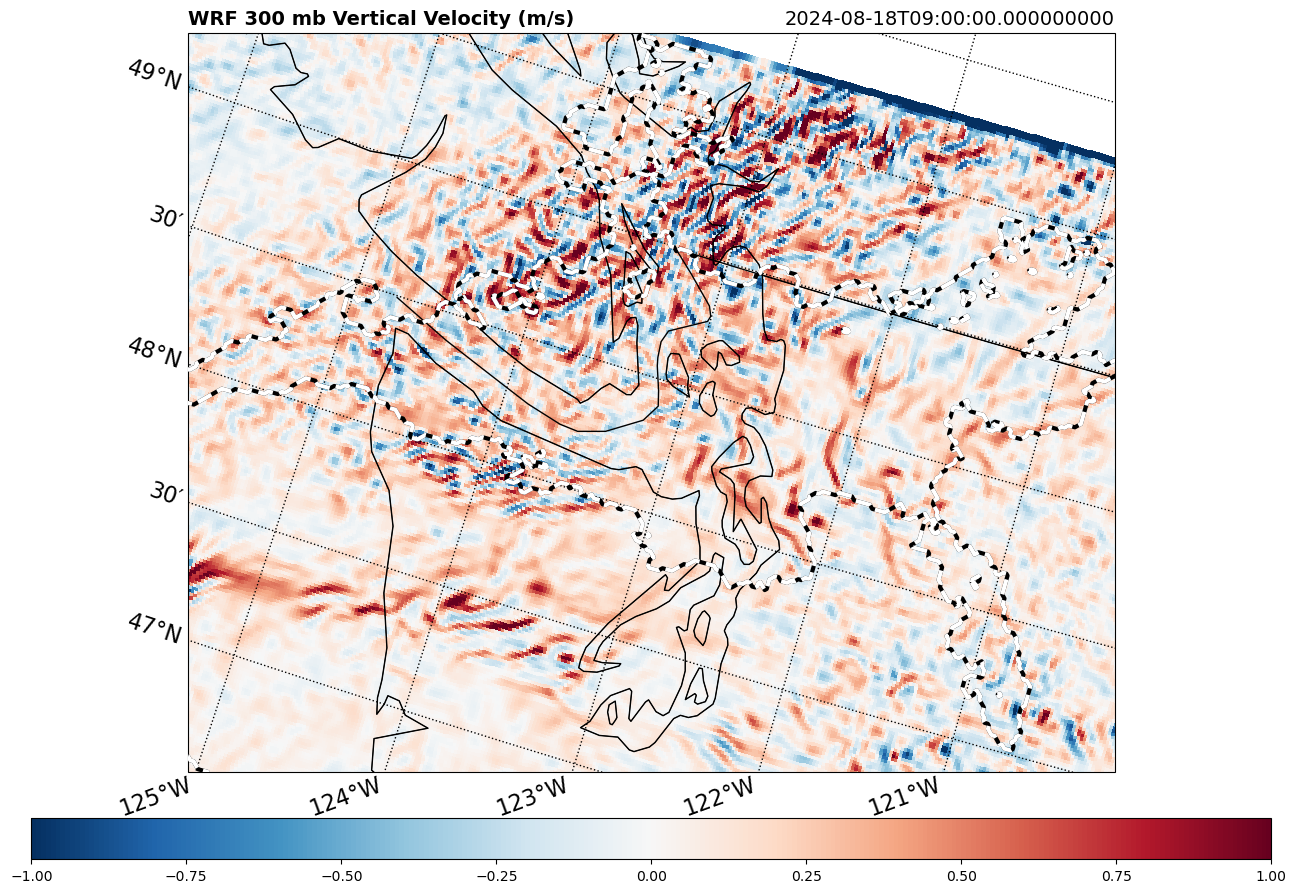 WRF 300 mb Vertical Velocity (m/s)
2024-08-18T09:00:00.000000000
49°N
30′
48°N
30′
47°N
125°W
124°W
123°W
122°W
121°W
−1.00
−0.75
−0.50
−0.25
0.00
0.25
0.50
0.75
1.00